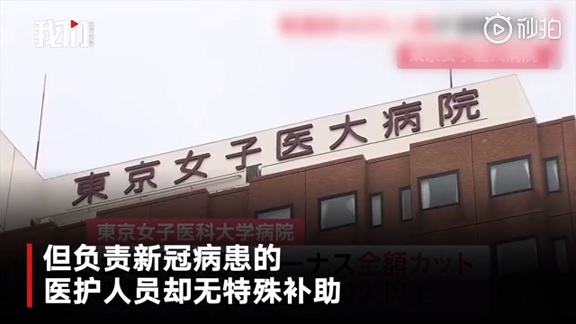 我们
秒拍
東京女子医大病院
東京女子医科大学病院
ーナス全額カット
但负责新冠病患的
医护人员却无特殊补助